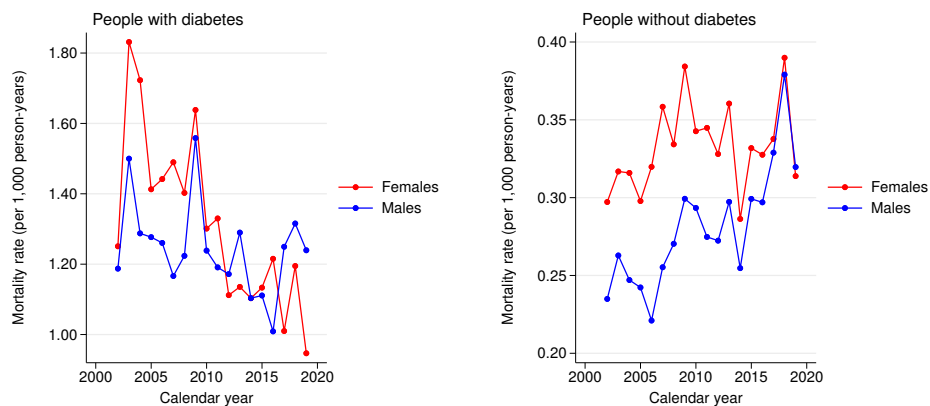 People with diabetes
Mortality rate (per 1,000 person-years)
1.80
1.60
1.40
1.20
1.00
2000 2005 2010 2015 2020
Calendar year
Females
Males
People without diabetes
Mortality rate (per 1,000 person-years)
0.40
0.35
0.30
0.25
0.20
2000 2005 2010 2015 2020
Calendar year
Females
Males